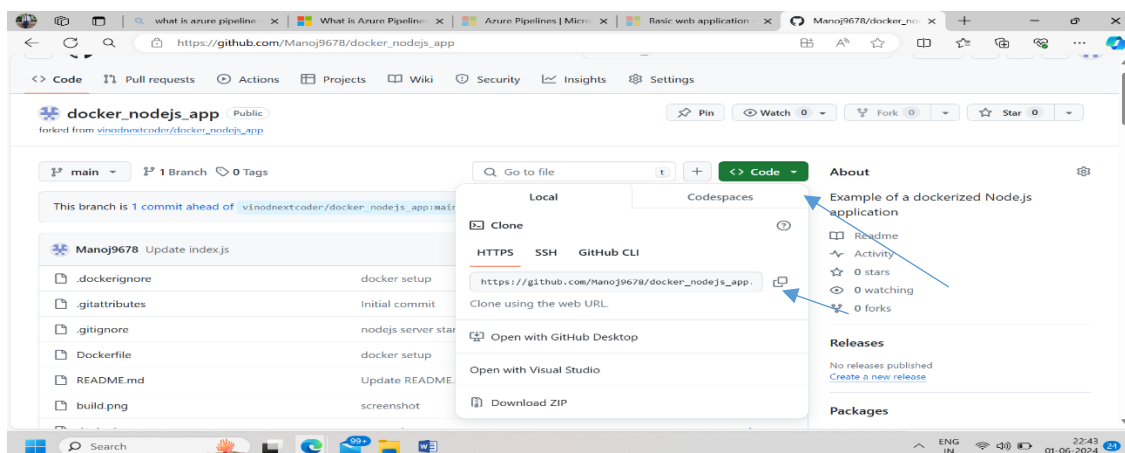 what is azure pipeline
What is Azure Pipeline
Azure Pipelines | Micro
Basic web application
Manoj9678/docker_no
https://github.com/Manoj9678/docker_nodejs_app
<> Code Pull requests Actions Projects Wiki Security Insights Settings
docker_nodejs_app Public
Pin Watch 0 Fork 0 Star 0
forked from vinodnextcoder/docker_nodejs_app
main 1 Branch 0 Tags
Go to file t
<> Code
This branch is 1 commit ahead of vinodnextcoder/docker_nodejs_app:mair
Manoj9678 Update index.js
.dockerignore docker setup
.gitattributes Initial commit
.gitignore nodejs server star
Dockerfile docker setup
README.md Update README.
build.png screenshot
Local Codespaces
Clone
HTTPS SSH GitHub CLI
https://github.com/Manoj9678/docker_nodejs_app.
Clone using the web URL.
Open with GitHub Desktop
Open with Visual Studio
Download ZIP
About
Example of a dockerized Node.js
application
Readme
Activity
0 stars
0 watching
0 forks
Releases
No releases published
Create a new release
Packages
Search
99+
ENG
IN
22:43
01-06-2024
24